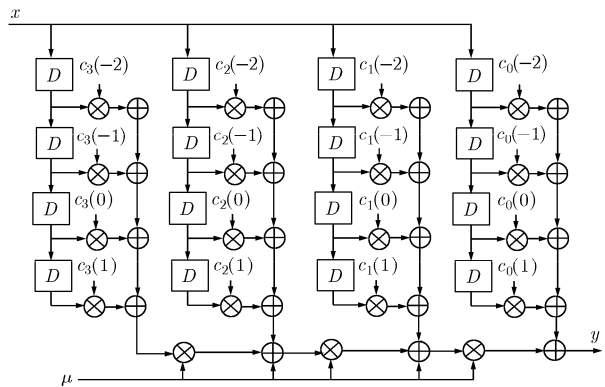 x
c₃(−2) c₂(−2) c₁(−2) c₀(−2)
D D D D
c₃(−1) c₂(−1) c₁(−1) c₀(−1)
D D D D
c₃(0) c₂(0) c₁(0) c₀(0)
D D D D
c₃(1) c₂(1) c₁(1) c₀(1)
D D D D
y
μ